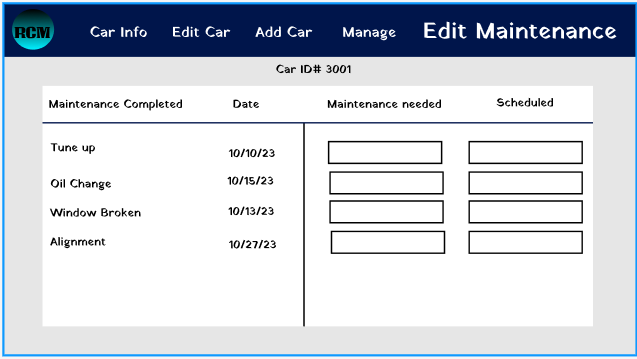 RCM Car Info Edit Car Add Car Manage Edit Maintenance
Car ID# 3001
Maintenance Completed Date Maintenance needed Scheduled
Tune up 10/10/23
Oil Change 10/15/23
Window Broken 10/13/23
Alignment 10/27/23